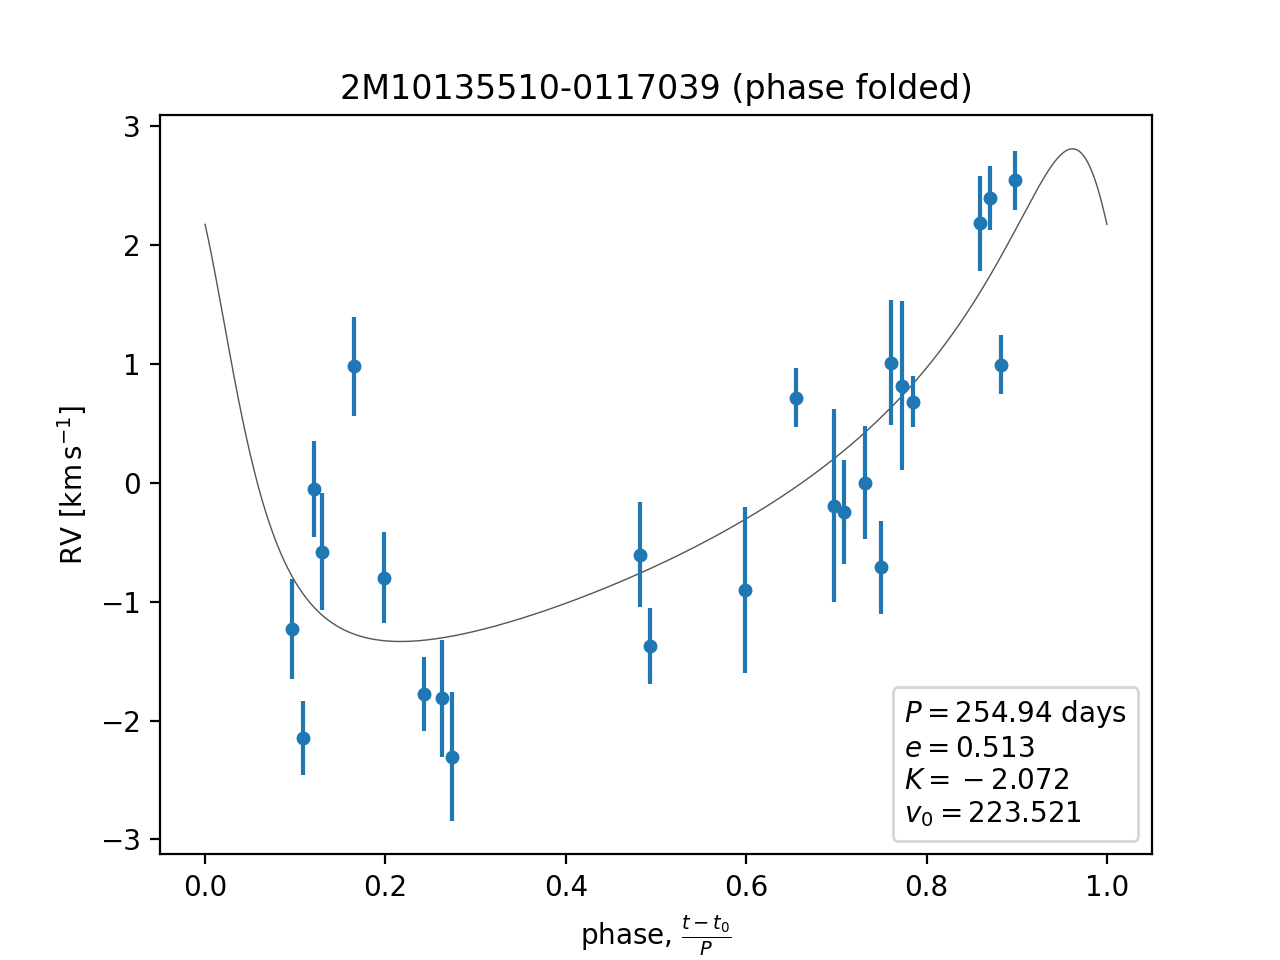 2M10135510-0117039 (phase folded)
3
2
1
0
−1
−2
−3
RV [km s⁻¹]
P = 254.94 days
e = 0.513
K = −2.072
v₀ = 223.521
0.0 0.2 0.4 0.6 0.8 1.0
phase, (t − t₀)/P